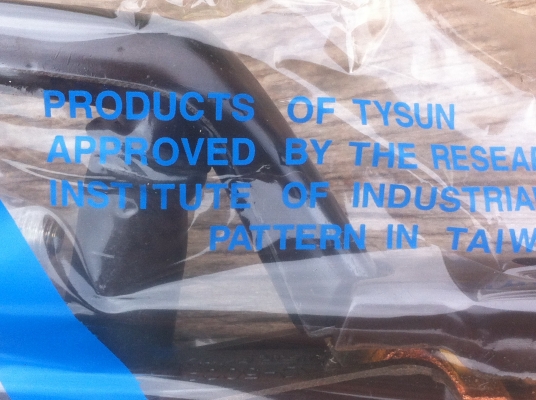 PRODUCTS OF TYSUN
APPROVED BY THE RESEA
INSTITUTE OF INDUSTRIA
PATTERN IN TAIW